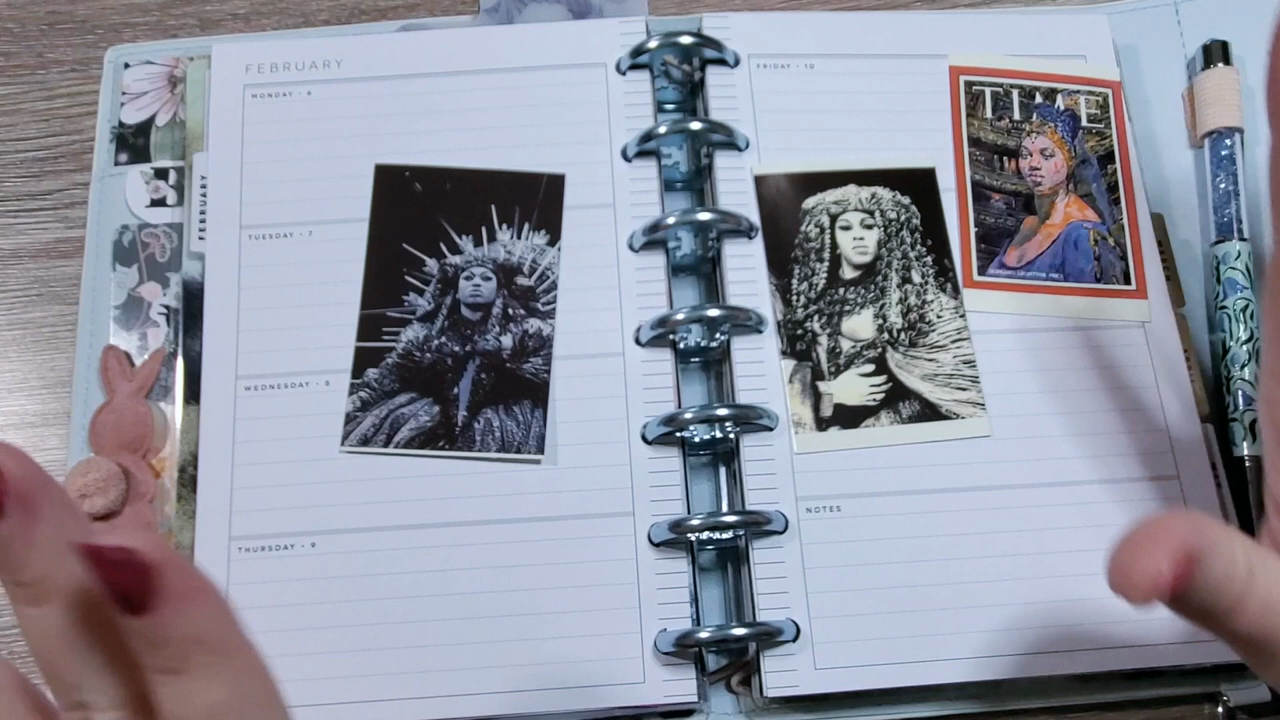 FEBRUARY
MONDAY • 6
TUESDAY • 7
WEDNESDAY • 8
THURSDAY • 9
FEBRUARY
FRIDAY • 10
TIME
NOTES